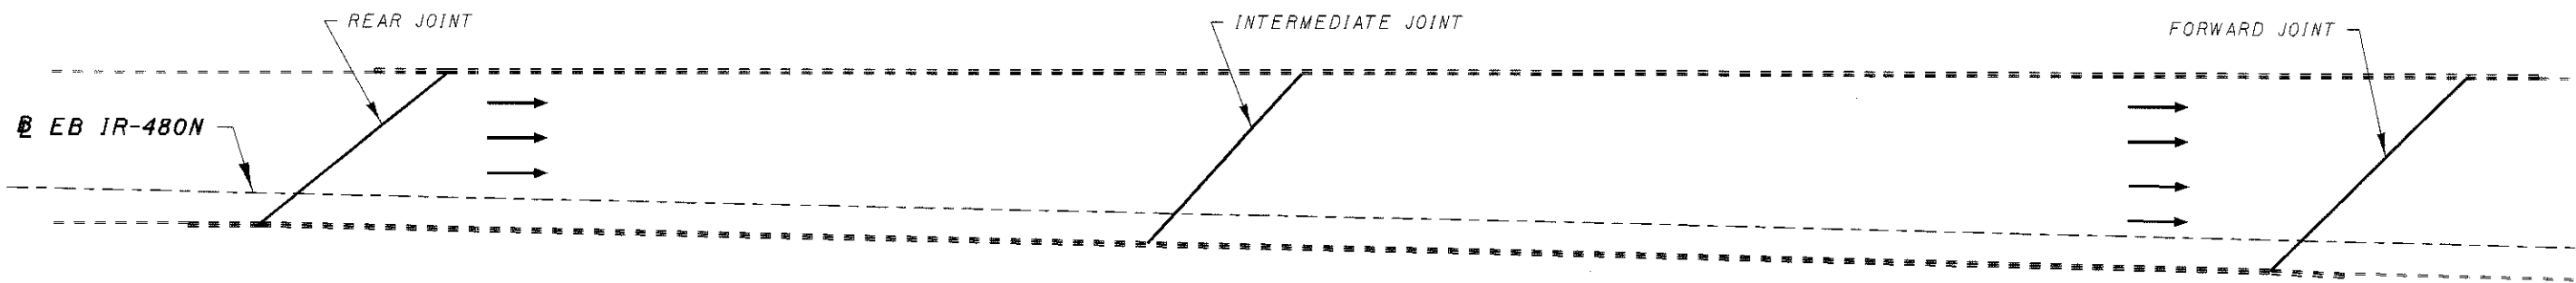 REAR JOINT
INTERMEDIATE JOINT
FORWARD JOINT
℄ EB IR-480N